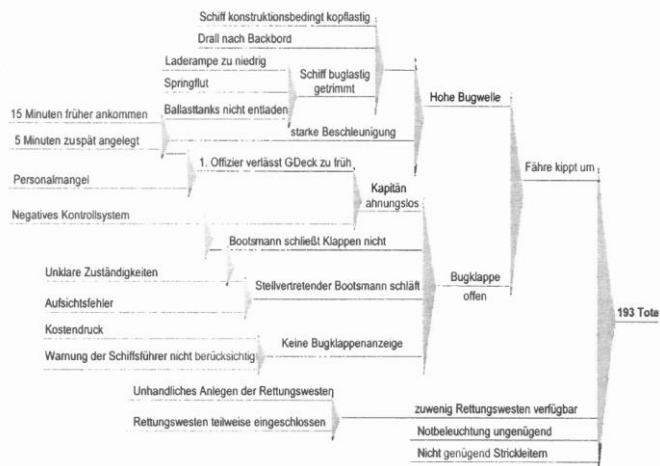 Schiff konstruktionsbedingt kopflastig
Drall nach Backbord
Laderampe zu niedrig
Springflut
Schiff buglastig
getrimmt
Hohe Bugwelle
15 Minuten früher ankommen
Ballasttanks nicht entladen
5 Minuten zuspät angelegt
starke Beschleunigung
1. Offizier verlässt GDeck zu früh
Fähre kippt um
Personalmangel
Kapitän
ahnungslos
Negatives Kontrollsystem
Bootsmann schließt Klappen nicht
Unklare Zuständigkeiten
Stellvertretender Bootsmann schläft
Bugklappe
offen
Aufsichtsfehler
193 Tote
Kostendruck
Keine Bugklappenanzeige
Warnung der Schiffsführer nicht berücksichtig
Unhandliches Anlegen der Rettungswesten
zuwenig Rettungswesten verfügbar
Rettungswesten teilweise eingeschlossen
Notbeleuchtung ungenügend
Nicht genügend Strickleitern